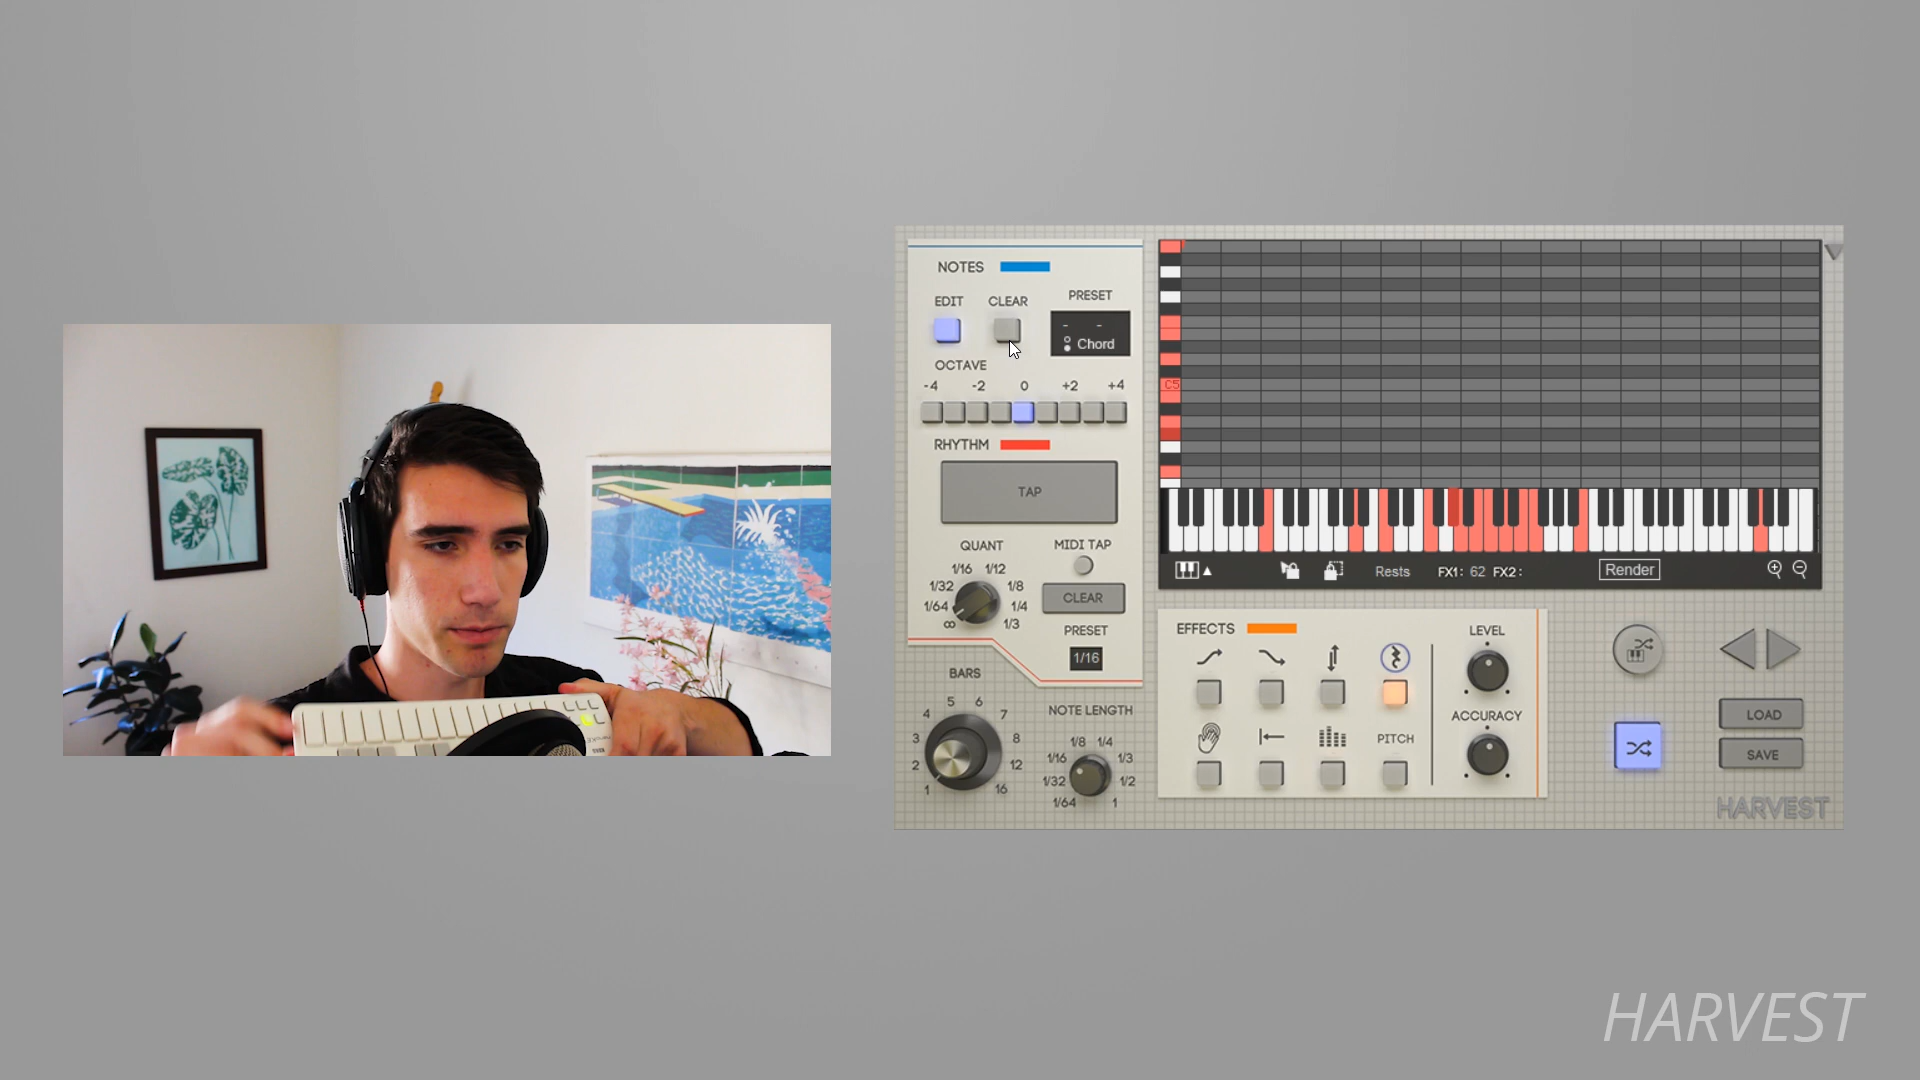 NOTES
EDIT CLEAR PRESET
- -
Chord
OCTAVE
-4 -2 0 +2 +4
RHYTHM
TAP
QUANT MIDI TAP
1/16 1/12
1/32 1/8
1/64 1/4
∞ 1/3
CLEAR
PRESET
1/16
BARS
1 2 3 4 5 6 7 8 12 16
NOTE LENGTH
1/8 1/4
1/16 1/3
1/32 1/2
1/64 1
C5
Rests FX1: 62 FX2: Render
EFFECTS
PITCH
LEVEL
ACCURACY
LOAD
SAVE
HARVEST
HARVEST